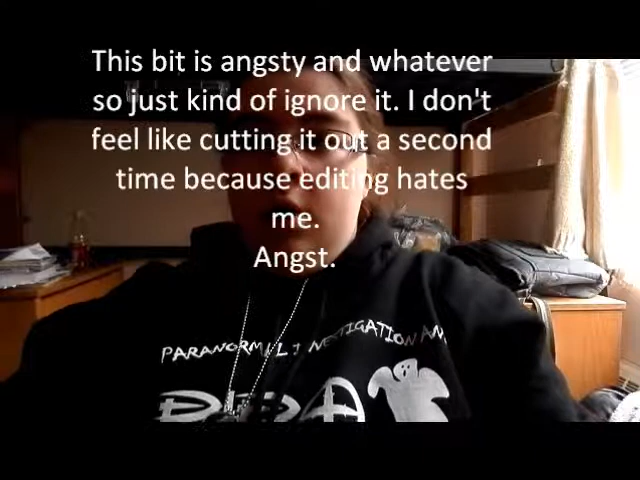 This bit is angsty and whatever
so just kind of ignore it. I don't
feel like cutting it out a second
time because editing hates
me.
Angst.
PARANORMAL INVESTIGATION AN